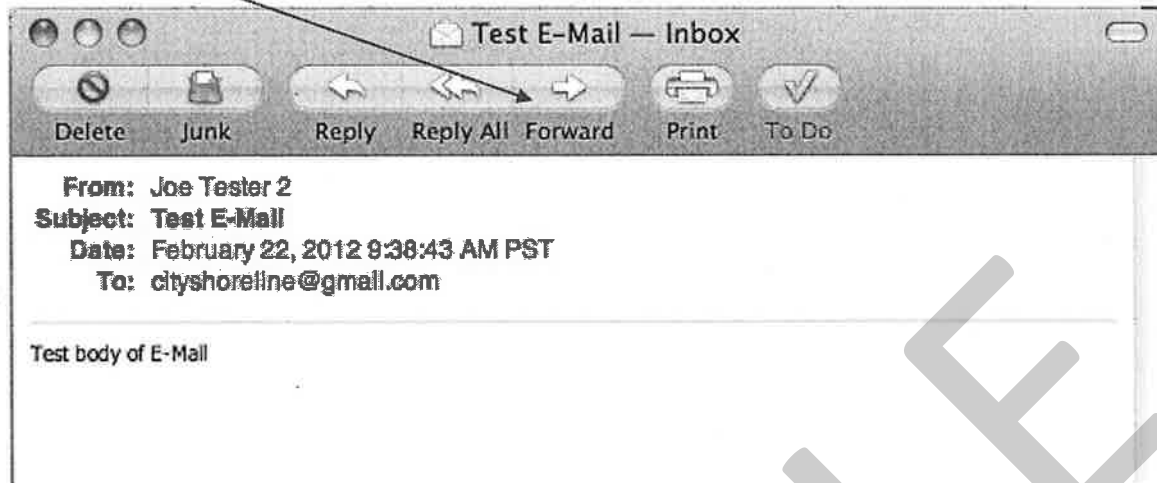 Test E-Mail — Inbox
Delete Junk Reply Reply All Forward Print To Do
From: Joe Tester 2
Subject: Test E-Mail
Date: February 22, 2012 9:38:43 AM PST
To: cityshoreline@gmail.com
Test body of E-Mail
LE